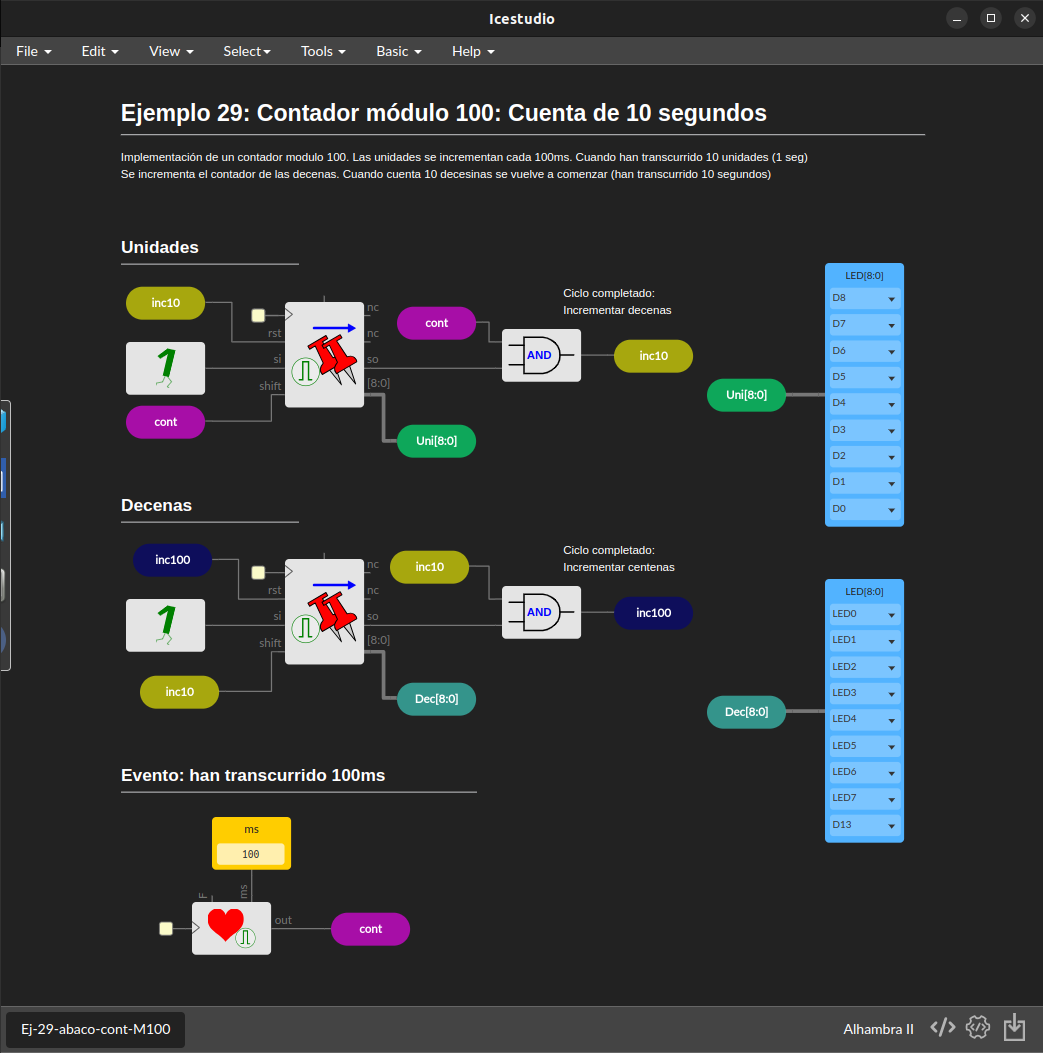 Icestudio
File Edit View Select Tools Basic Help
Ejemplo 29: Contador módulo 100: Cuenta de 10 segundos
Implementación de un contador modulo 100. Las unidades se incrementan cada 100ms. Cuando han transcurrido 10 unidades (1 seg)
Se incrementa el contador de las decenas. Cuando cuenta 10 decesinas se vuelve a comenzar (han transcurrido 10 segundos)
Unidades
inc10
1
cont
rst
si
shift
nc
nc
so
[8:0]
cont
Uni[8:0]
Ciclo completado:
Incrementar decenas
AND
inc10
Uni[8:0]
LED[8:0]
D8
D7
D6
D5
D4
D3
D2
D1
D0
Decenas
inc100
1
inc10
rst
si
shift
nc
nc
so
[8:0]
inc10
Dec[8:0]
Ciclo completado:
Incrementar centenas
AND
inc100
Dec[8:0]
LED[8:0]
LED0
LED1
LED2
LED3
LED4
LED5
LED6
LED7
D13
Evento: han transcurrido 100ms
ms
100
F
ms
out
cont
Ej-29-abaco-cont-M100
Alhambra II